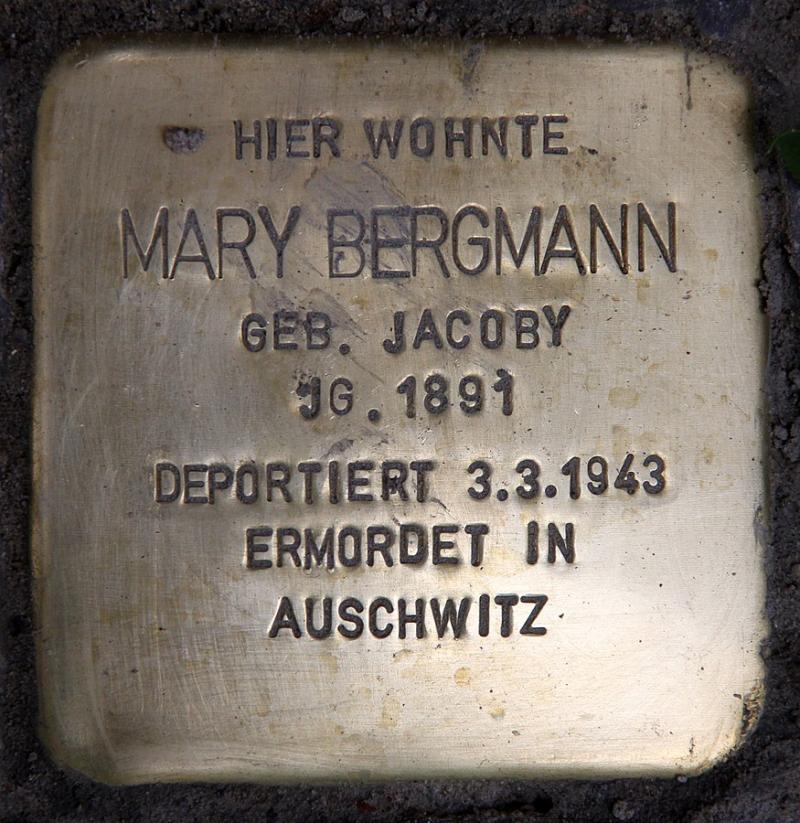 HIER WOHNTE
MARY BERGMANN
GEB. JACOBY
JG. 1891
DEPORTIERT 3.3.1943
ERMORDET IN
AUSCHWITZ